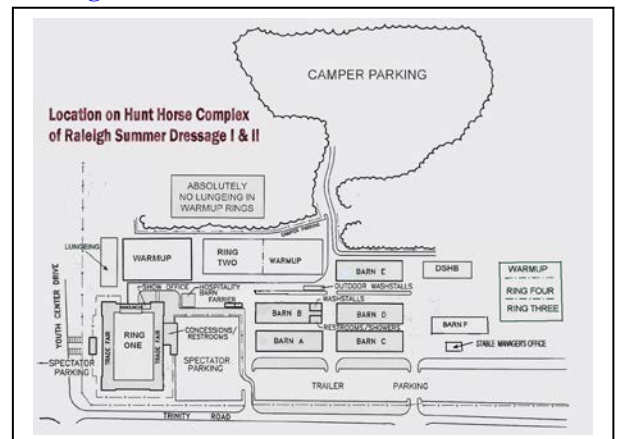 CAMPER PARKING
Location on Hunt Horse Complex
of Raleigh Summer Dressage I & II
ABSOLUTELY
NO LUNGEING IN
WARMUP RINGS
CAMPER PARKING
LUNGEING
WARMUP
RING
TWO
WARMUP
BARN E
DSHB
WARMUP
RING FOUR
RING THREE
SHOW OFFICE
HOSPITALITY
BARN
FARRIER
OUTDOOR WASHSTALLS
WASHSTALLS
BARN B
BARN D
BARN F
RESTROOMS/SHOWERS
BARN A
BARN C
STABLE MANAGER'S OFFICE
YOUTH CENTER DRIVE
TRADE FAIR
RING
ONE
TRADE FAIR
CONCESSIONS/
RESTROOMS
SPECTATOR
PARKING
SPECTATOR
PARKING
TRAILER PARKING
TRINITY ROAD